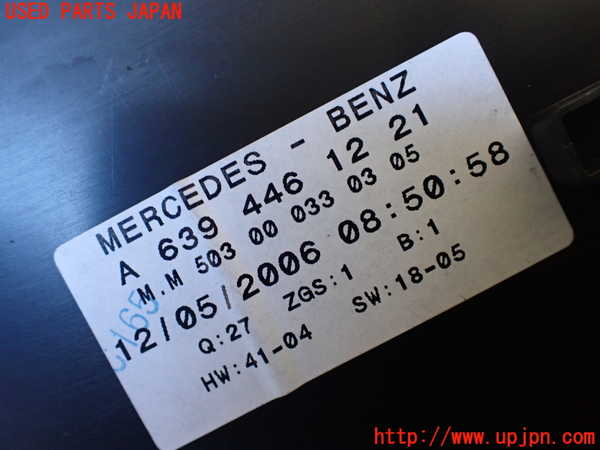 USED PARTS JAPAN
MERCEDES - BENZ
A 639 446 12 21
M.M 503 00 033 03 05
12/05/2006 08:50:58
Q:27 ZGS:1 B:1
HW:41-04 SW:18-05
http://www.upjpn.com